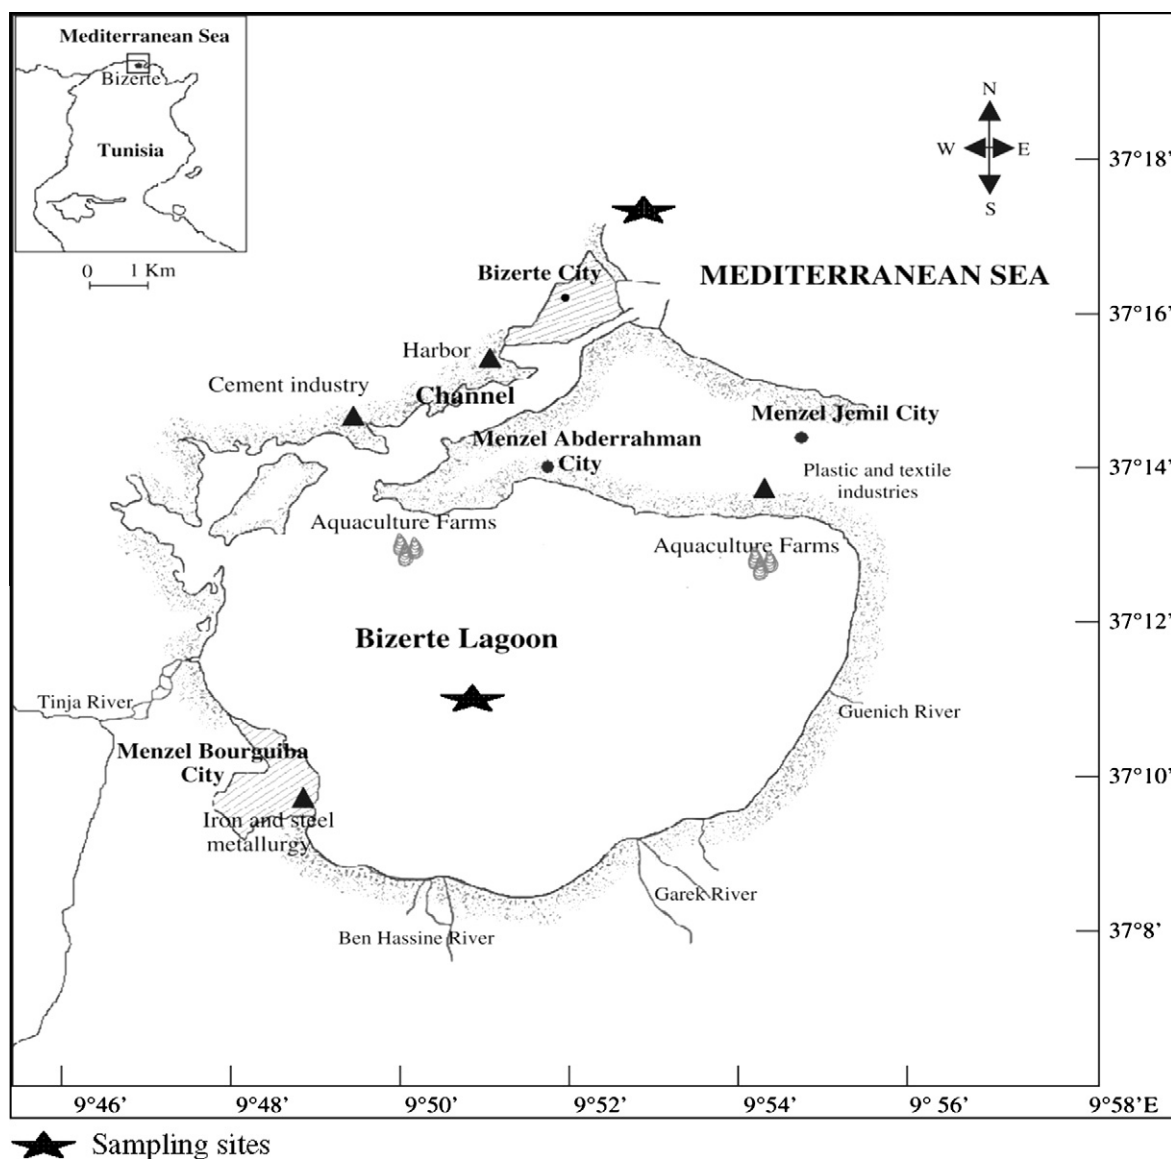 Mediterranean Sea
Bizerte
Tunisia
0 1 Km
N
W E
S
37°18'
Bizerte City
MEDITERRANEAN SEA
37°16'
Harbor
Cement industry
Channel
Menzel Jemil City
Menzel Abderrahman
City
37°14'
Plastic and textile
industries
Aquaculture Farms
Aquaculture Farms
37°12'
Bizerte Lagoon
Tinja River
Guenich River
Menzel Bourguiba
City
37°10'
Iron and steel
metallurgy
Garek River
Ben Hassine River
37°8'
9°46' 9°48' 9°50' 9°52' 9°54' 9° 56' 9°58'E
Sampling sites